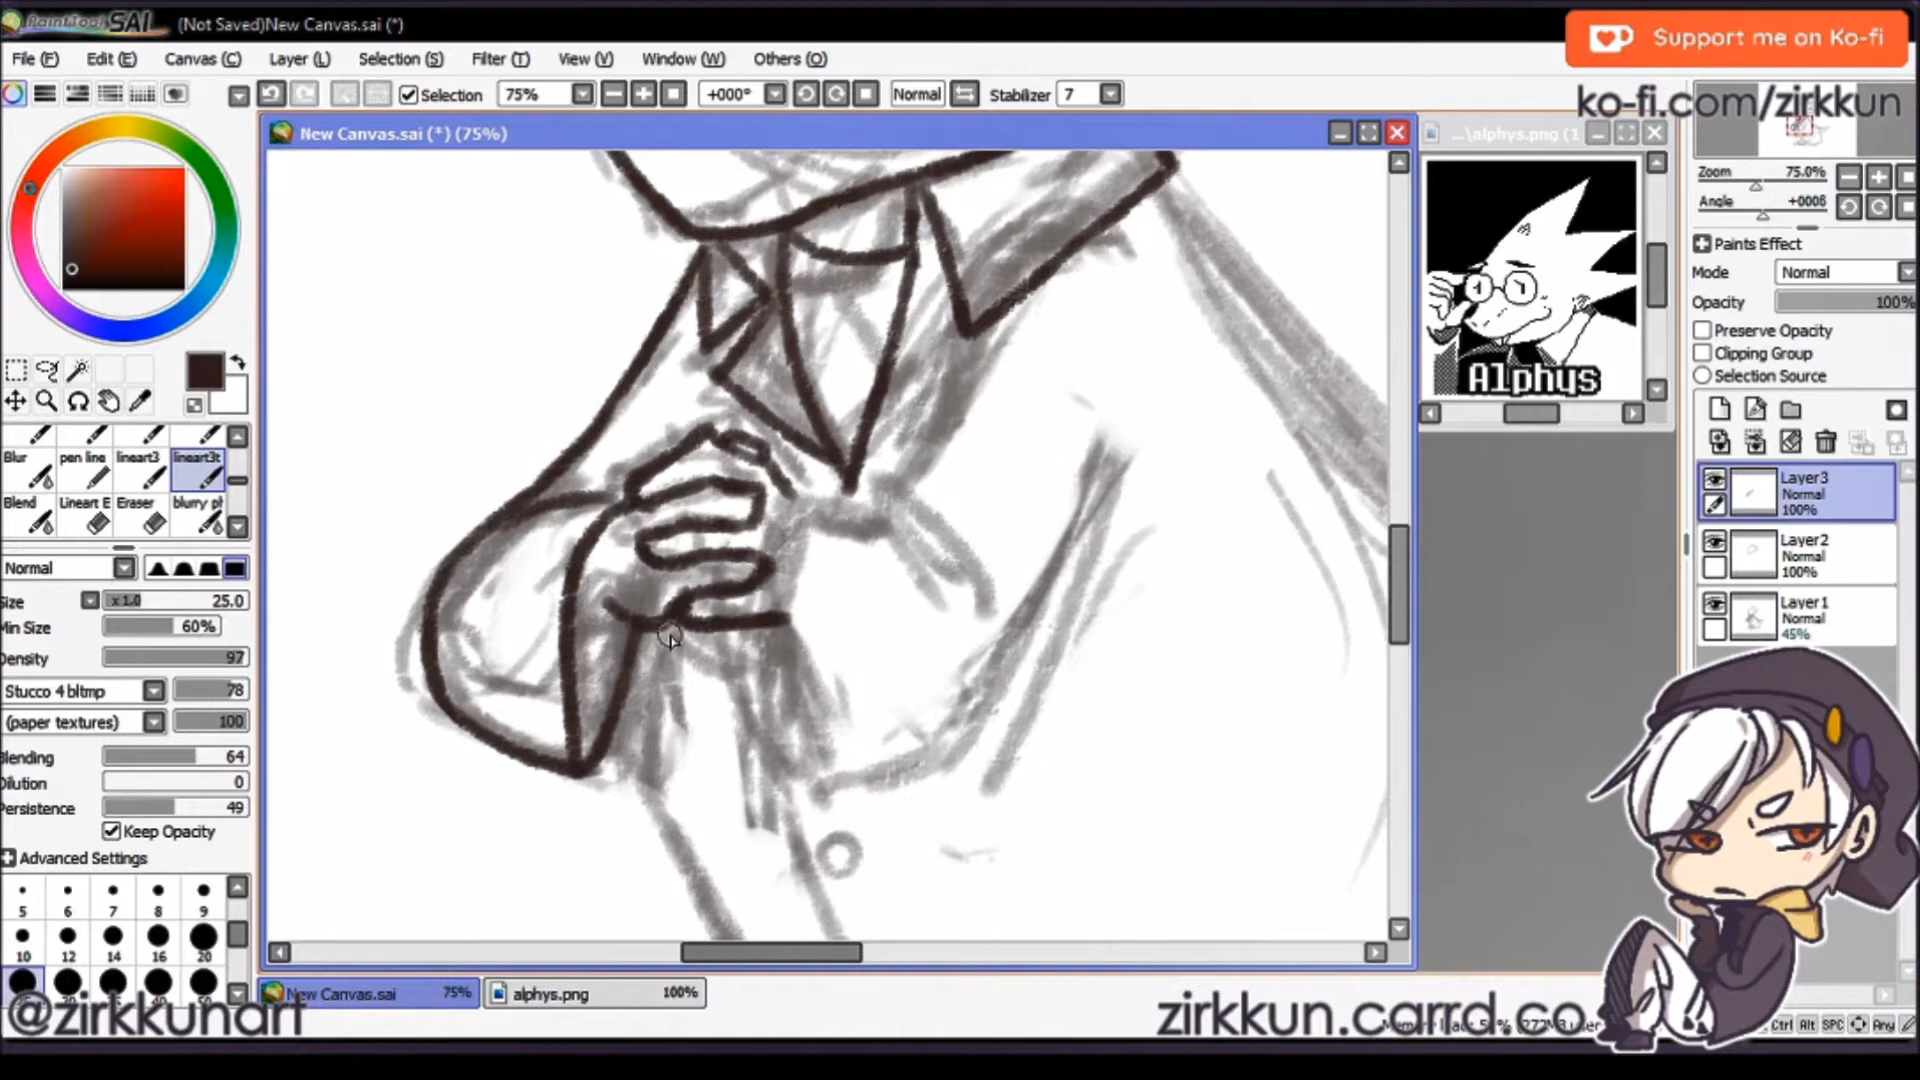 PaintTool SAI (Not Saved)New Canvas.sai (*)
Support me on Ko-fi
File (F) Edit (E) Canvas (C) Layer (L) Selection (S) Filter (T) View (V) Window (W) Others (O)
Selection 75% +000° Normal Stabilizer 7
ko-fi.com/zirkkun
New Canvas.sai (*) (75%)
...\alphys.png (1
Zoom 75.0%
Angle +000δ
Paints Effect
Mode Normal
Opacity 100%
Preserve Opacity
Clipping Group
Selection Source
Alphys
Blur pen line lineart3 lineart3t
Blend Lineart E Eraser blurry ph
Layer3
Normal
100%
Layer2
Normal
100%
Layer1
Normal
45%
Normal
Size x 1.0 25.0
Min Size 60%
Density 97
Stucco 4 bltmp 78
(paper textures) 100
Blending 64
Dilution 0
Persistence 49
Keep Opacity
Advanced Settings
5 6 7 8 9
10 12 14 16 20
New Canvas.sai 75% alphys.png 100%
@zirkkunart
zirkkun.carrd.co
Ctrl Alt SPC Any